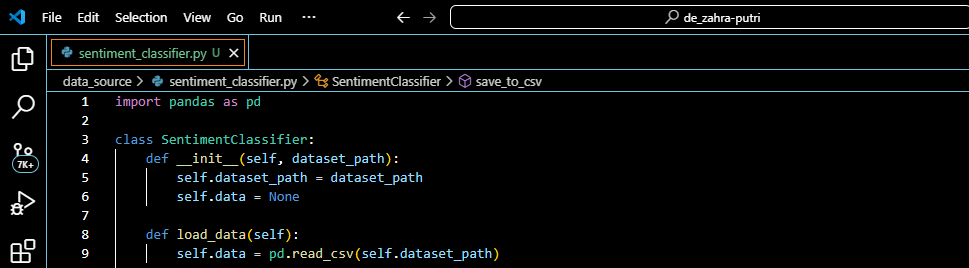 File Edit Selection View Go Run ··· ← → de_zahra-putri
sentiment_classifier.py U ×
data_source > sentiment_classifier.py > SentimentClassifier > save_to_csv
1 import pandas as pd
2
3 class SentimentClassifier:
4 def __init__(self, dataset_path):
5 self.dataset_path = dataset_path
6 self.data = None
7
7K+
8 def load_data(self):
9 self.data = pd.read_csv(self.dataset_path)